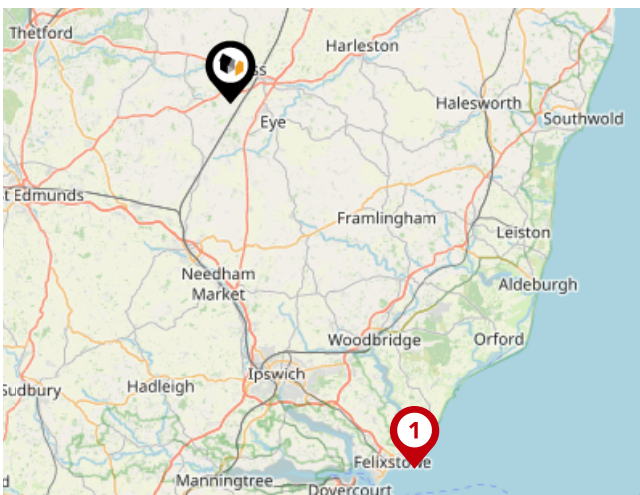 Thetford
Harleston
ss
Halesworth
Southwold
Eye
t Edmunds
Framlingham
Leiston
Needham
Market
Aldeburgh
Woodbridge
Orford
Ipswich
Sudbury
Hadleigh
1
Felixstowe
d
Manningtree
Dovercourt